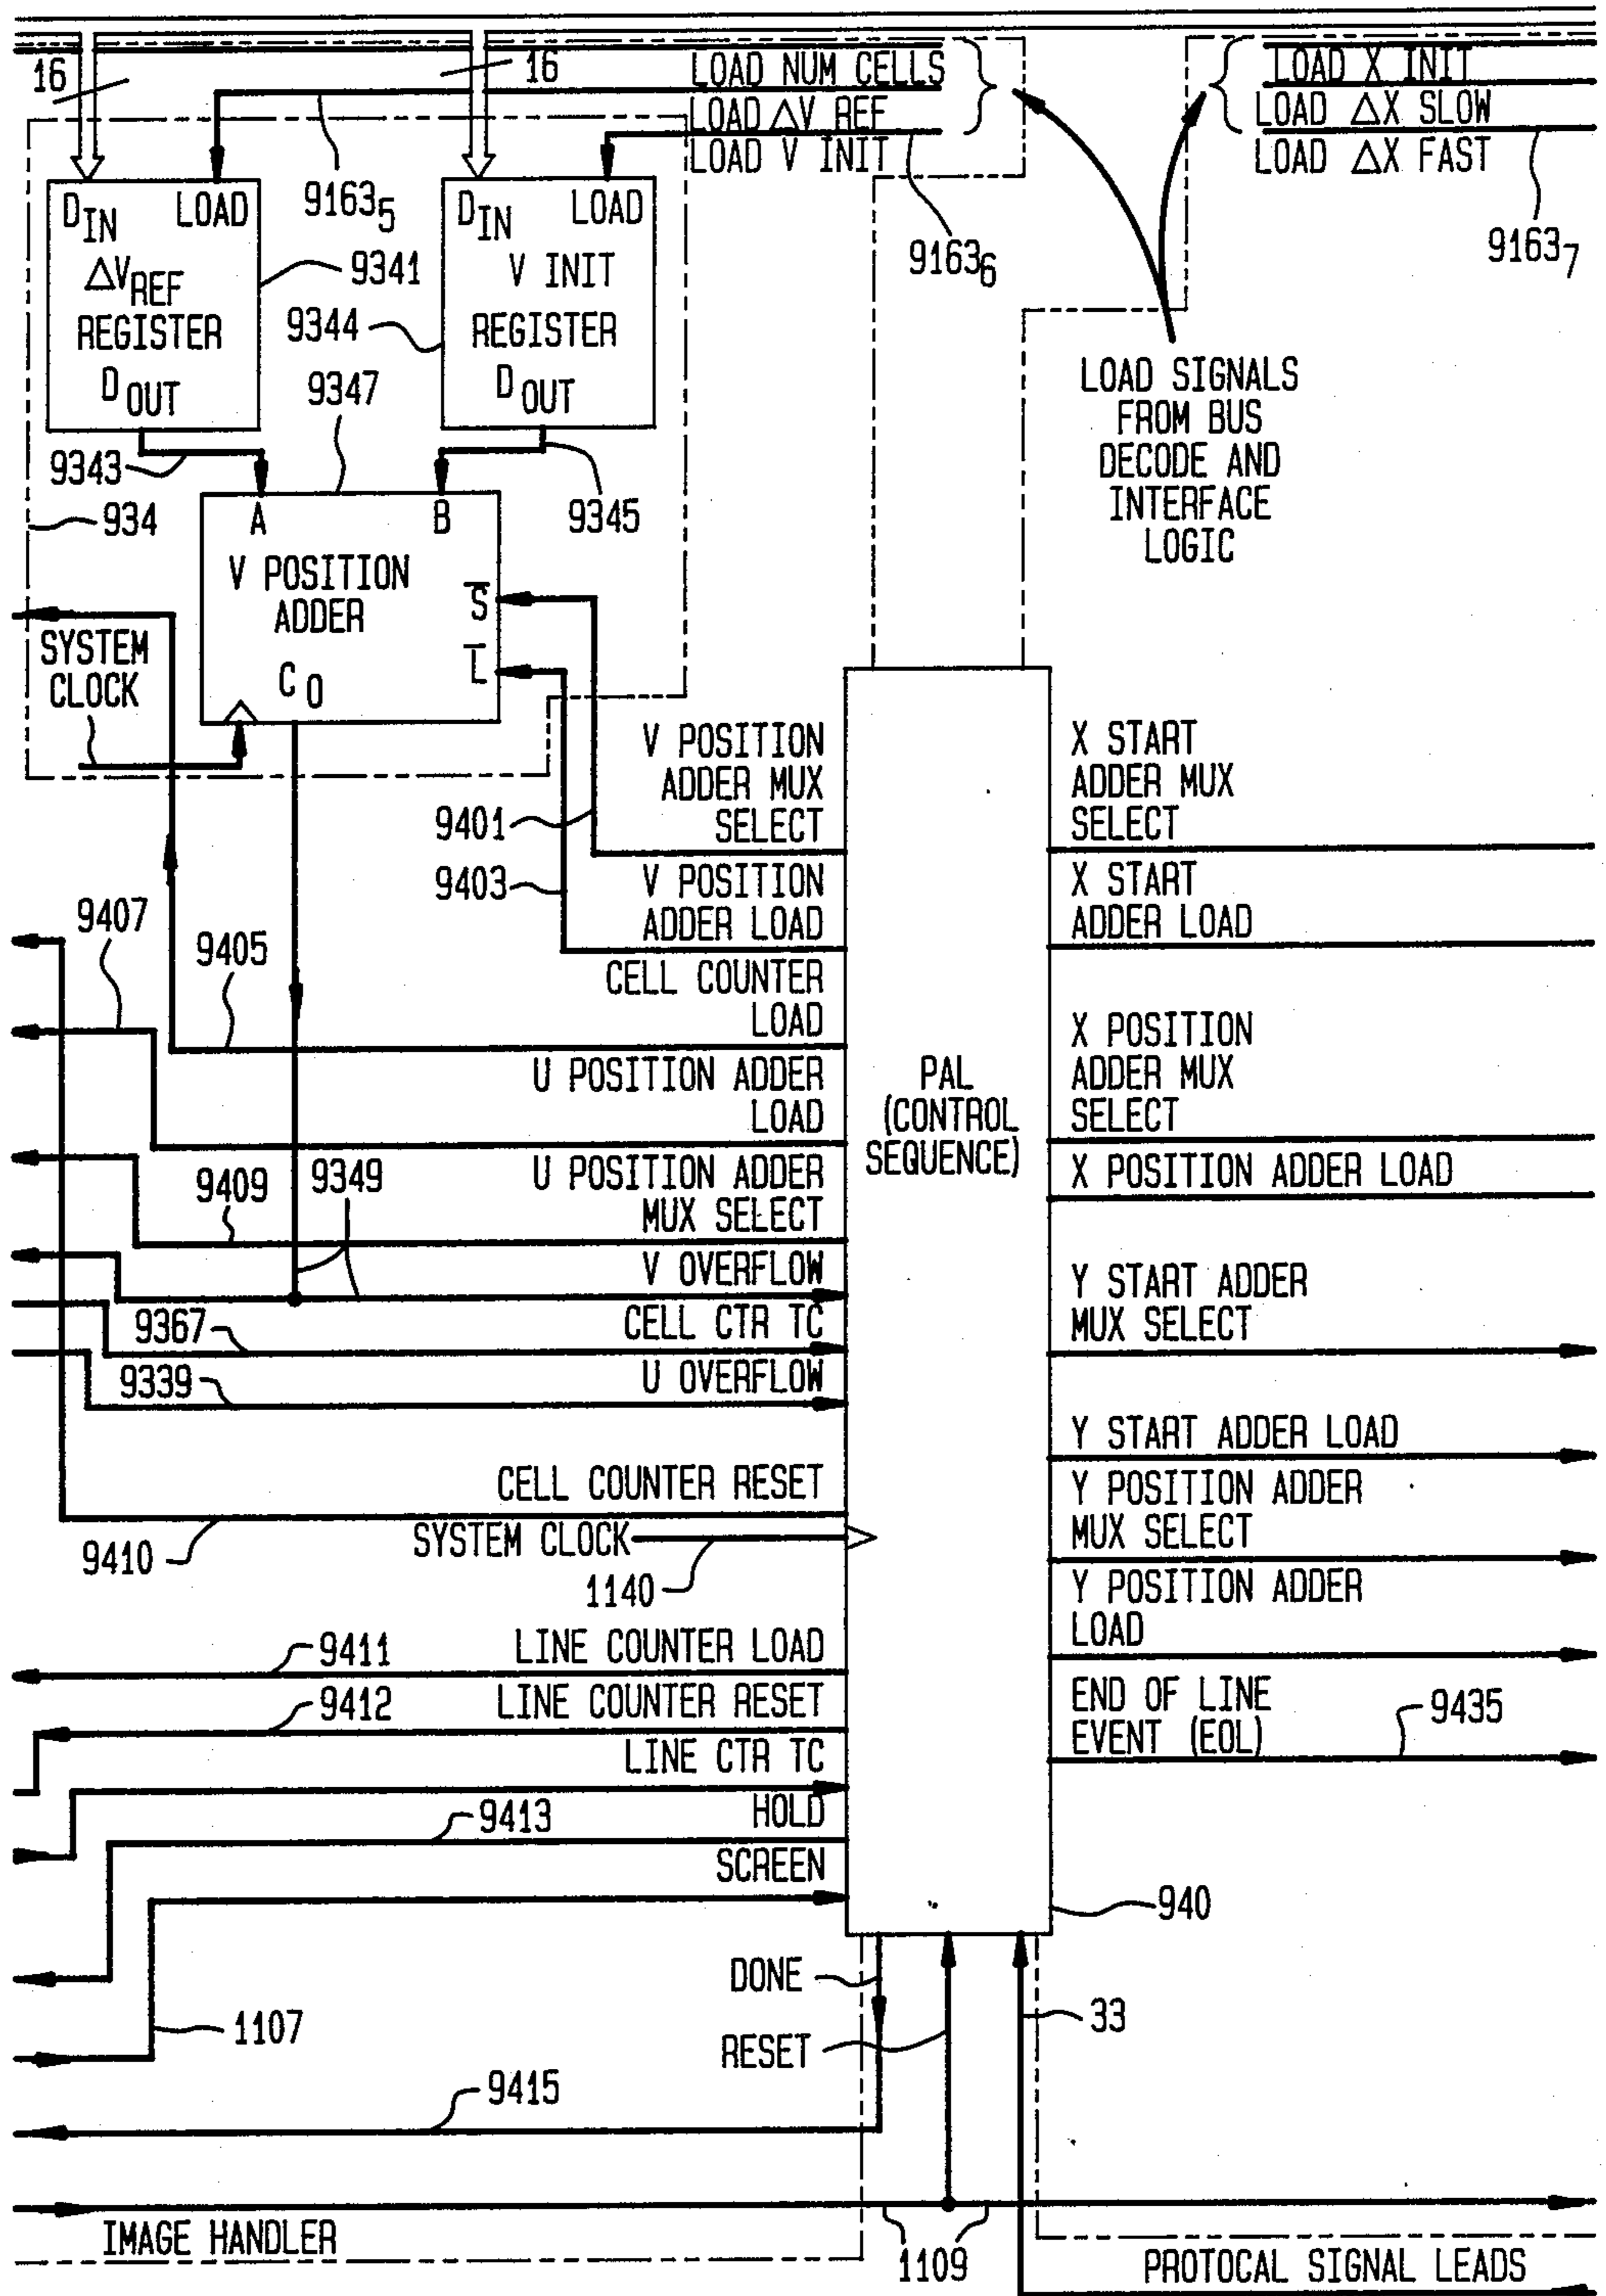 16
16
LOAD NUM CELLS
LOAD ΔV REF
LOAD V INIT
LOAD X INIT
LOAD ΔX SLOW
LOAD ΔX FAST
9163₅
9163₆
9163₇
D_IN LOAD
ΔV_REF
REGISTER
D_OUT
9341
9344
D_IN LOAD
V INIT
REGISTER
D_OUT
9343
9347
9345
934
LOAD SIGNALS
FROM BUS
DECODE AND
INTERFACE
LOGIC
A B
V POSITION
ADDER
S̅
L̅
C_O
SYSTEM
CLOCK
9401
9403
9407
9405
9409
9349
9367
9339
9410
V POSITION
ADDER MUX
SELECT
V POSITION
ADDER LOAD
CELL COUNTER
LOAD
U POSITION ADDER
LOAD
U POSITION ADDER
MUX SELECT
V OVERFLOW
CELL CTR TC
U OVERFLOW
CELL COUNTER RESET
SYSTEM CLOCK
1140
PAL
(CONTROL
SEQUENCE)
X START
ADDER MUX
SELECT
X START
ADDER LOAD
X POSITION
ADDER MUX
SELECT
X POSITION ADDER LOAD
Y START ADDER
MUX SELECT
Y START ADDER LOAD
Y POSITION ADDER
MUX SELECT
Y POSITION ADDER
LOAD
END OF LINE
EVENT (EOL)
9435
9411
LINE COUNTER LOAD
9412
LINE COUNTER RESET
LINE CTR TC
9413
HOLD
SCREEN
940
DONE
33
1107
RESET
9415
IMAGE HANDLER
1109
PROTOCAL SIGNAL LEADS